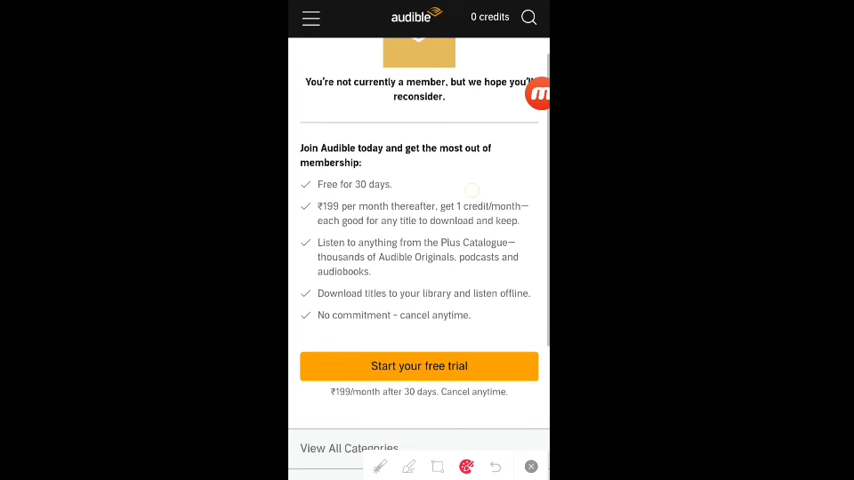 audible
0 credits
You're not currently a member, but we hope you'll
reconsider.
Join Audible today and get the most out of
membership:
Free for 30 days.
₹199 per month thereafter, get 1 credit/month—
each good for any title to download and keep.
Listen to anything from the Plus Catalogue—
thousands of Audible Originals, podcasts and
audiobooks.
Download titles to your library and listen offline.
No commitment - cancel anytime.
Start your free trial
₹199/month after 30 days. Cancel anytime.
View All Categories